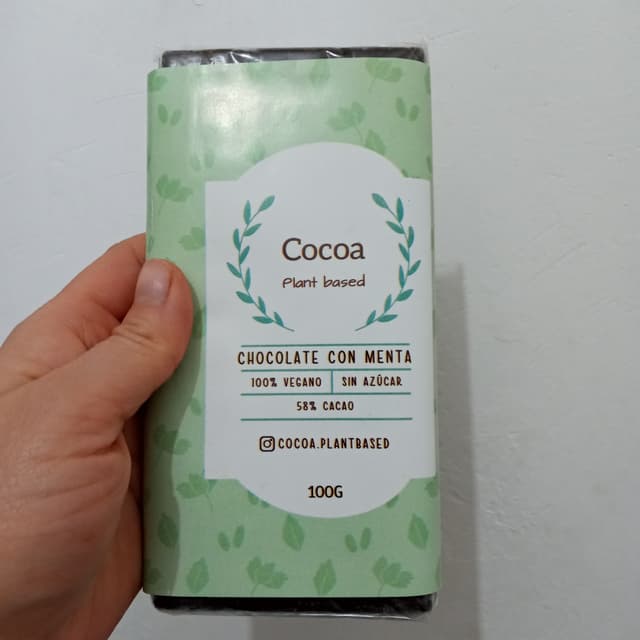 Cocoa
Plant based
CHOCOLATE CON MENTA
100% VEGANO SIN AZÚCAR
58% CACAO
COCOA.PLANTBASED
100G